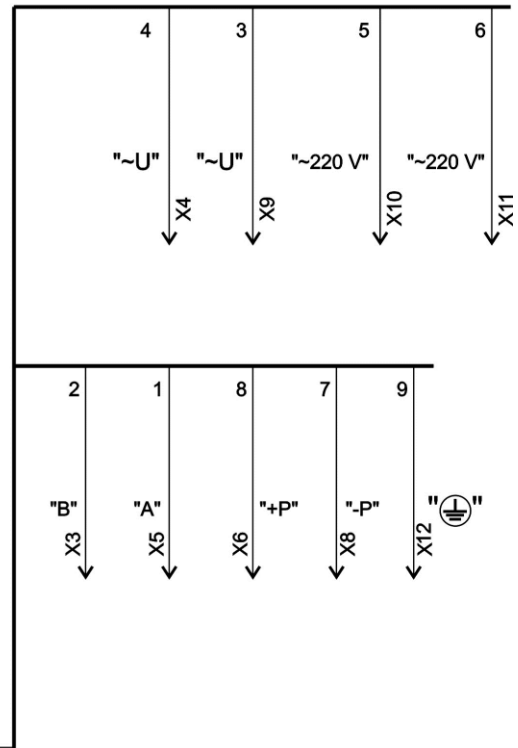 4 3 5 6
"~U" "~U" "~220 V" "~220 V"
X4 X9 X10 X11
2 1 8 7 9
"B" "A" "+P" "-P" "⏚"
X3 X5 X6 X8 X12